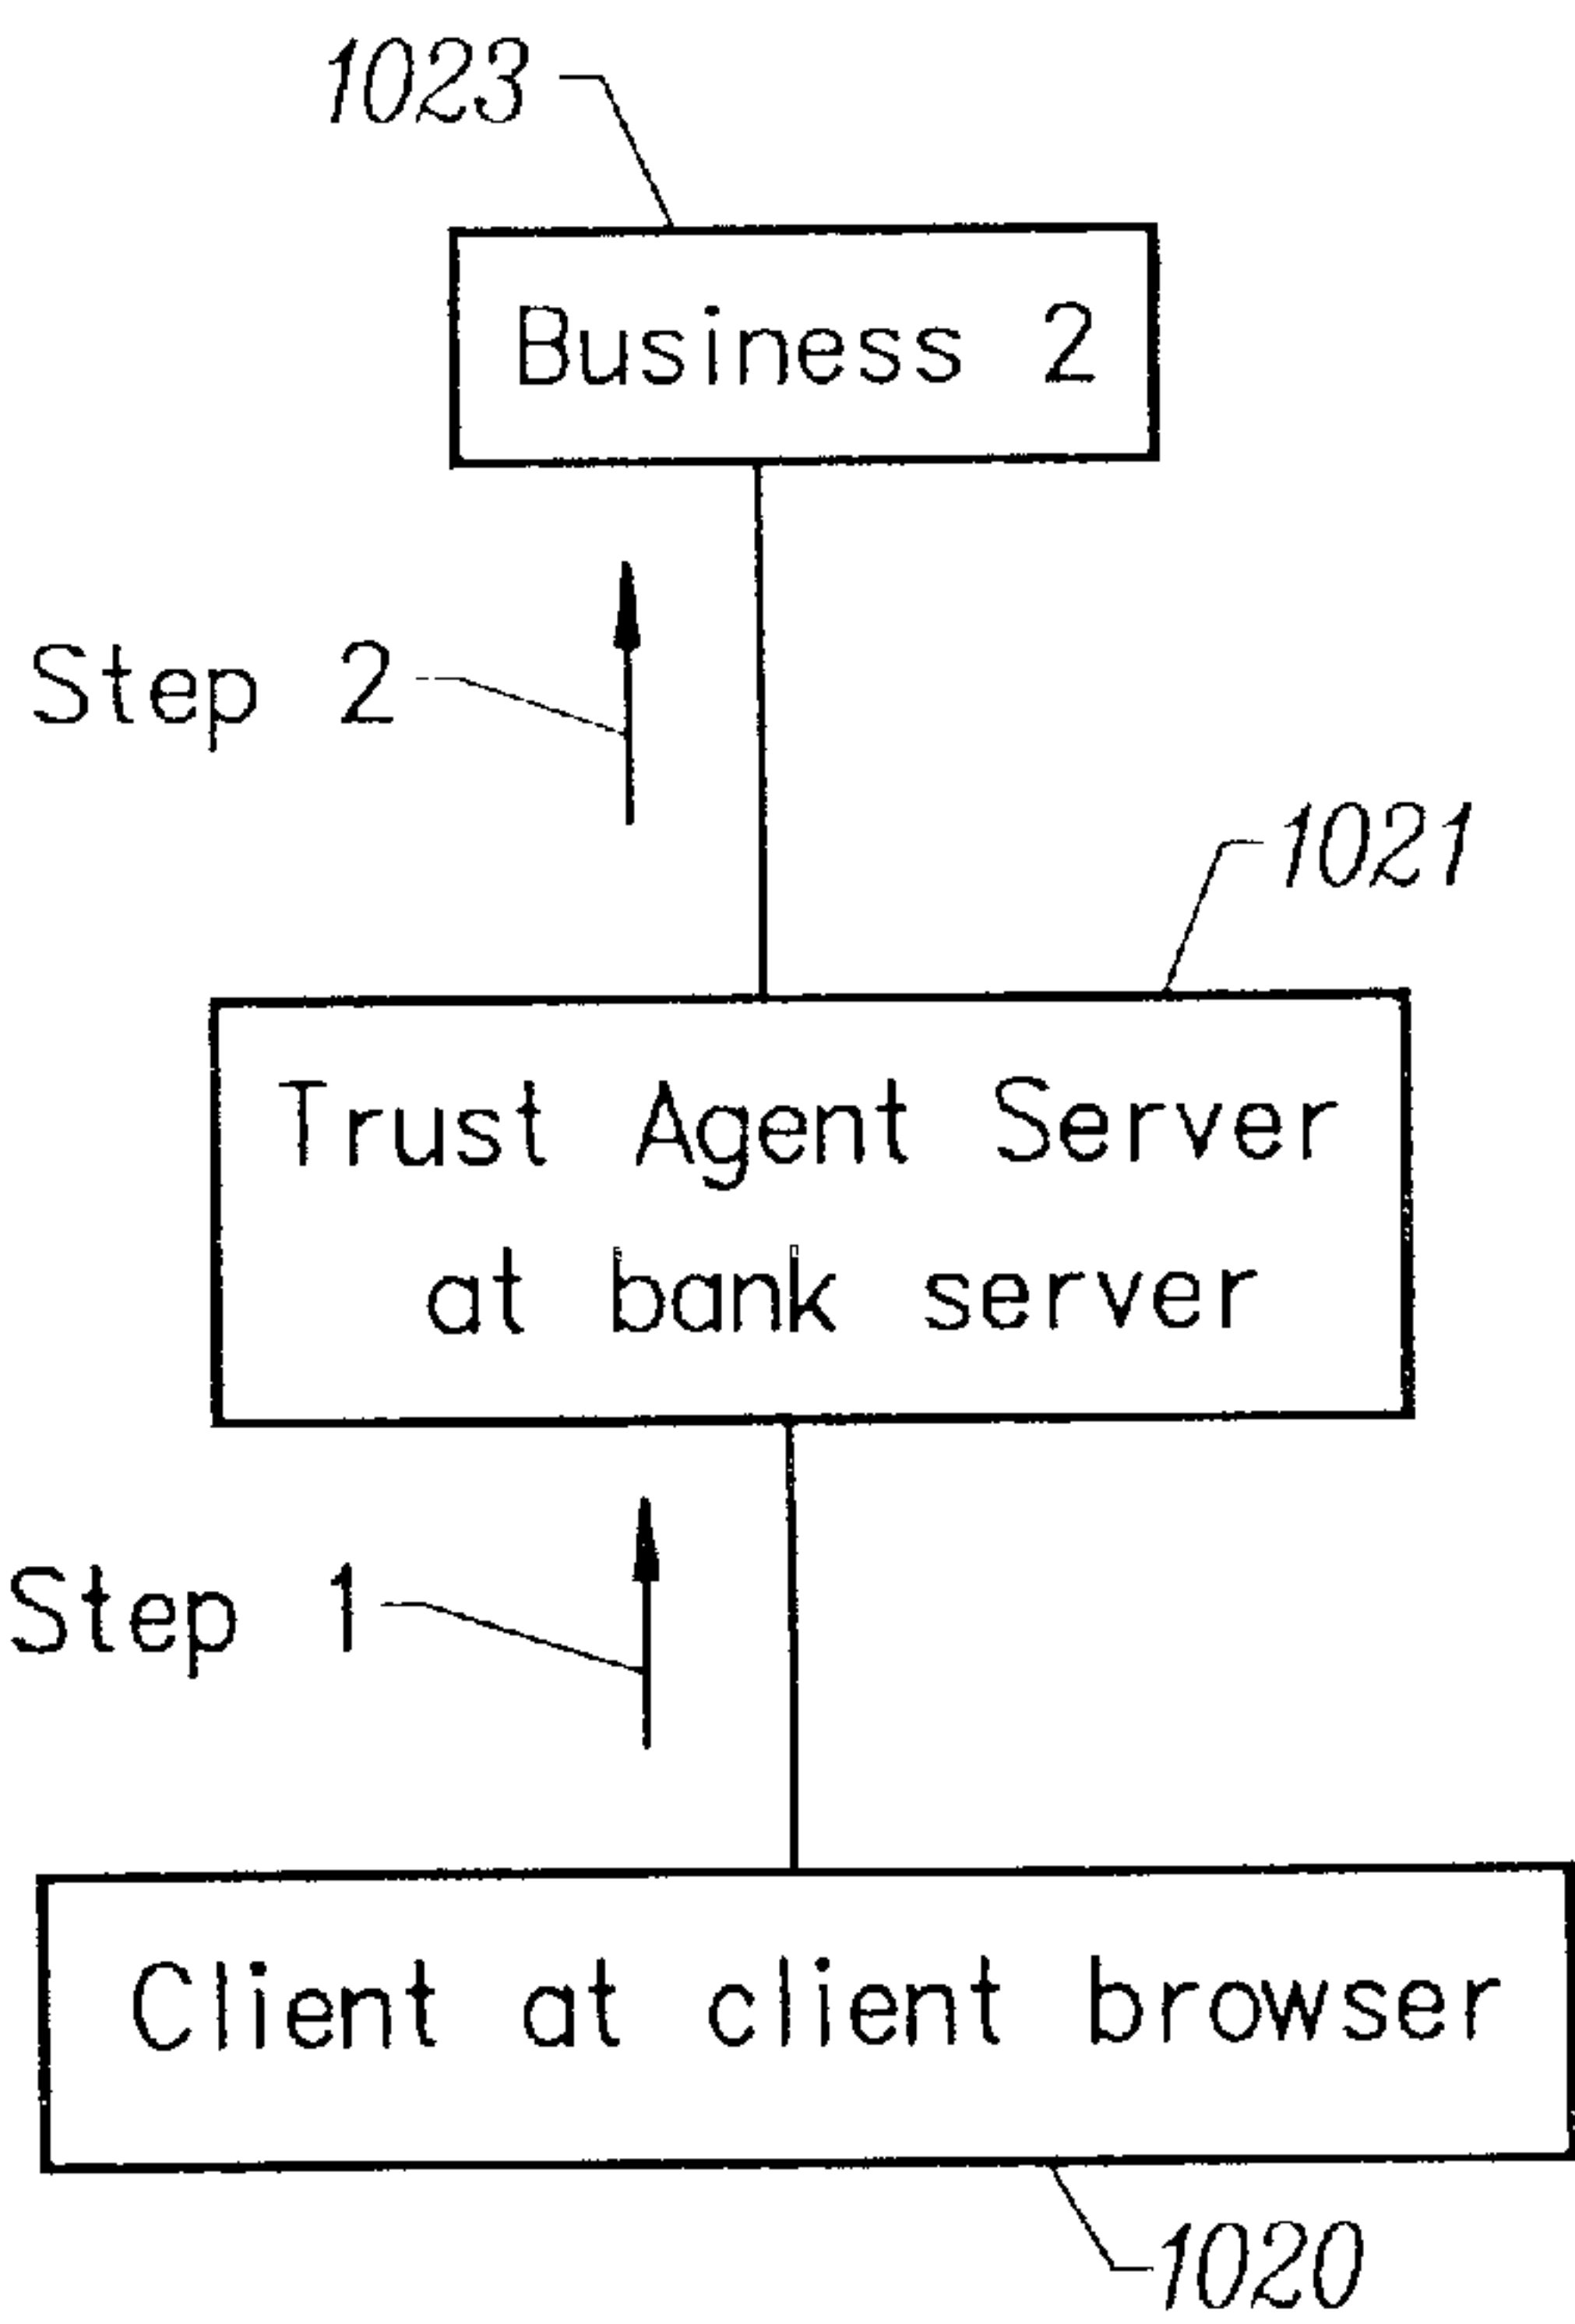 1023
Business 2
Step 2
1021
Trust Agent Server
at bank server
Step 1
Client at client browser
1020